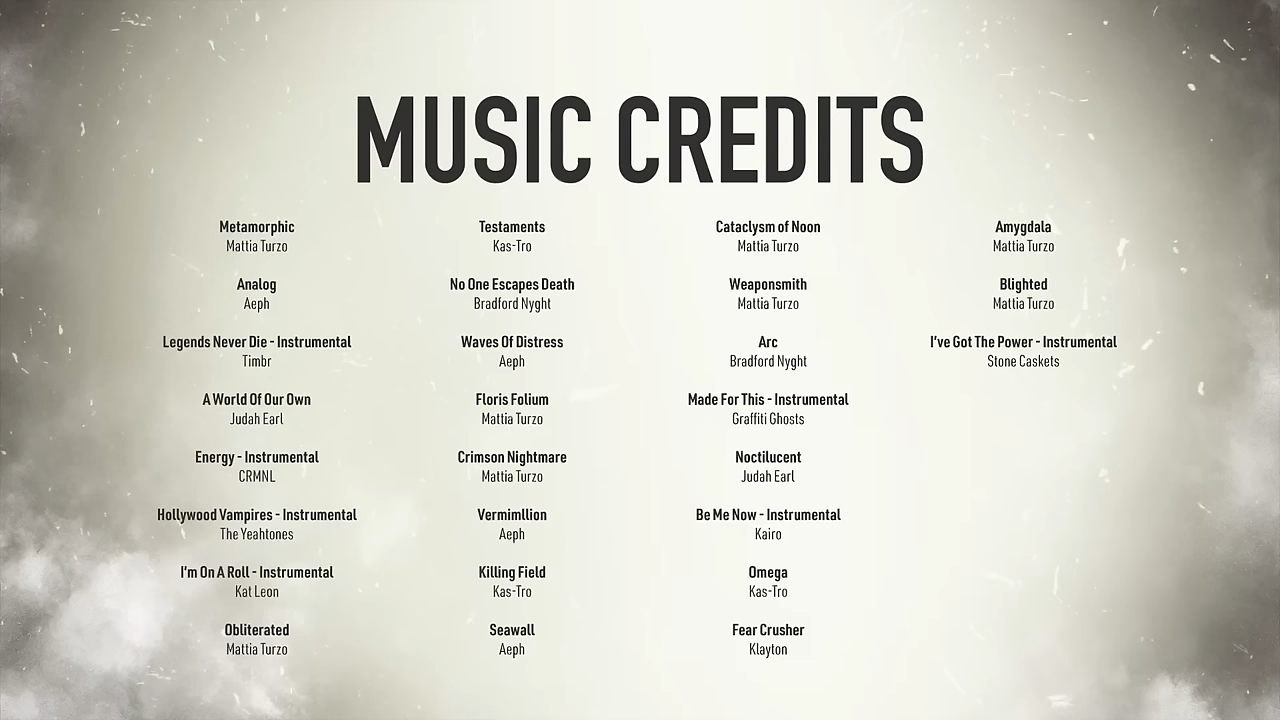 MUSIC CREDITS
Metamorphic
Mattia Turzo
Analog
Aeph
Legends Never Die - Instrumental
Timbr
A World Of Our Own
Judah Earl
Energy - Instrumental
CRMNL
Hollywood Vampires - Instrumental
The Yeahtones
I'm On A Roll - Instrumental
Kat Leon
Obliterated
Mattia Turzo
Testaments
Kas-Tro
No One Escapes Death
Bradford Nyght
Waves Of Distress
Aeph
Floris Folium
Mattia Turzo
Crimson Nightmare
Mattia Turzo
Vermimllion
Aeph
Killing Field
Kas-Tro
Seawall
Aeph
Cataclysm of Noon
Mattia Turzo
Weaponsmith
Mattia Turzo
Arc
Bradford Nyght
Made For This - Instrumental
Graffiti Ghosts
Noctilucent
Judah Earl
Be Me Now - Instrumental
Kairo
Omega
Kas-Tro
Fear Crusher
Klayton
Amygdala
Mattia Turzo
Blighted
Mattia Turzo
I've Got The Power - Instrumental
Stone Caskets